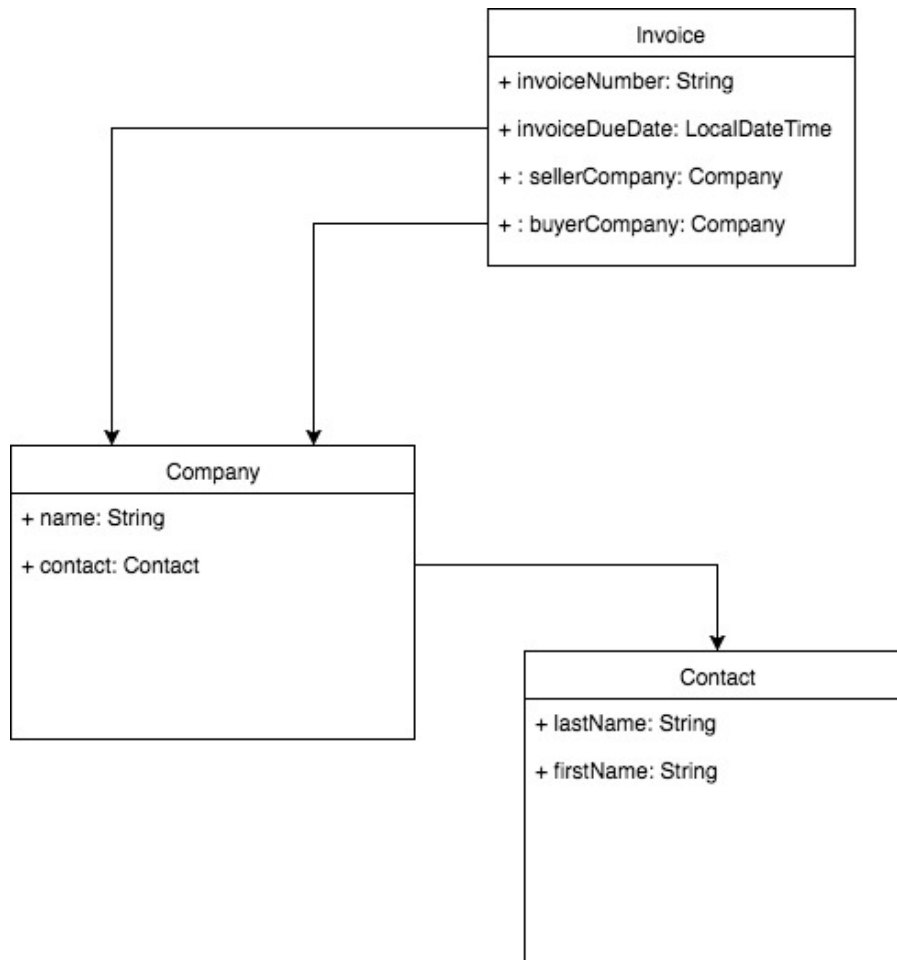 Invoice
+ invoiceNumber: String
+ invoiceDueDate: LocalDateTime
+ : sellerCompany: Company
+ : buyerCompany: Company
Company
+ name: String
+ contact: Contact
Contact
+ lastName: String
+ firstName: String